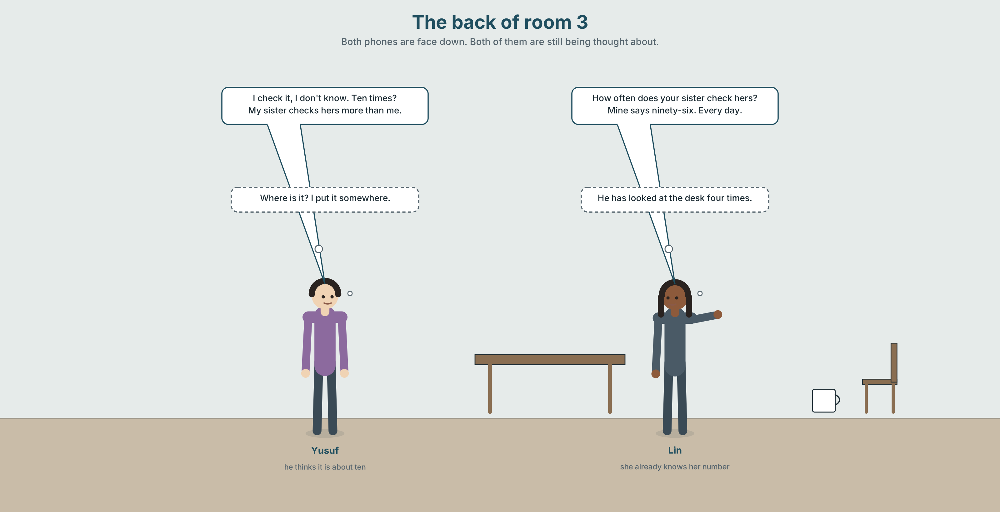 The back of room 3
Both phones are face down. Both of them are still being thought about.
I check it, I don't know. Ten times?
My sister checks hers more than me.
How often does your sister check hers?
Mine says ninety-six. Every day.
Where is it? I put it somewhere.
He has looked at the desk four times.
Yusuf
he thinks it is about ten
Lin
she already knows her number